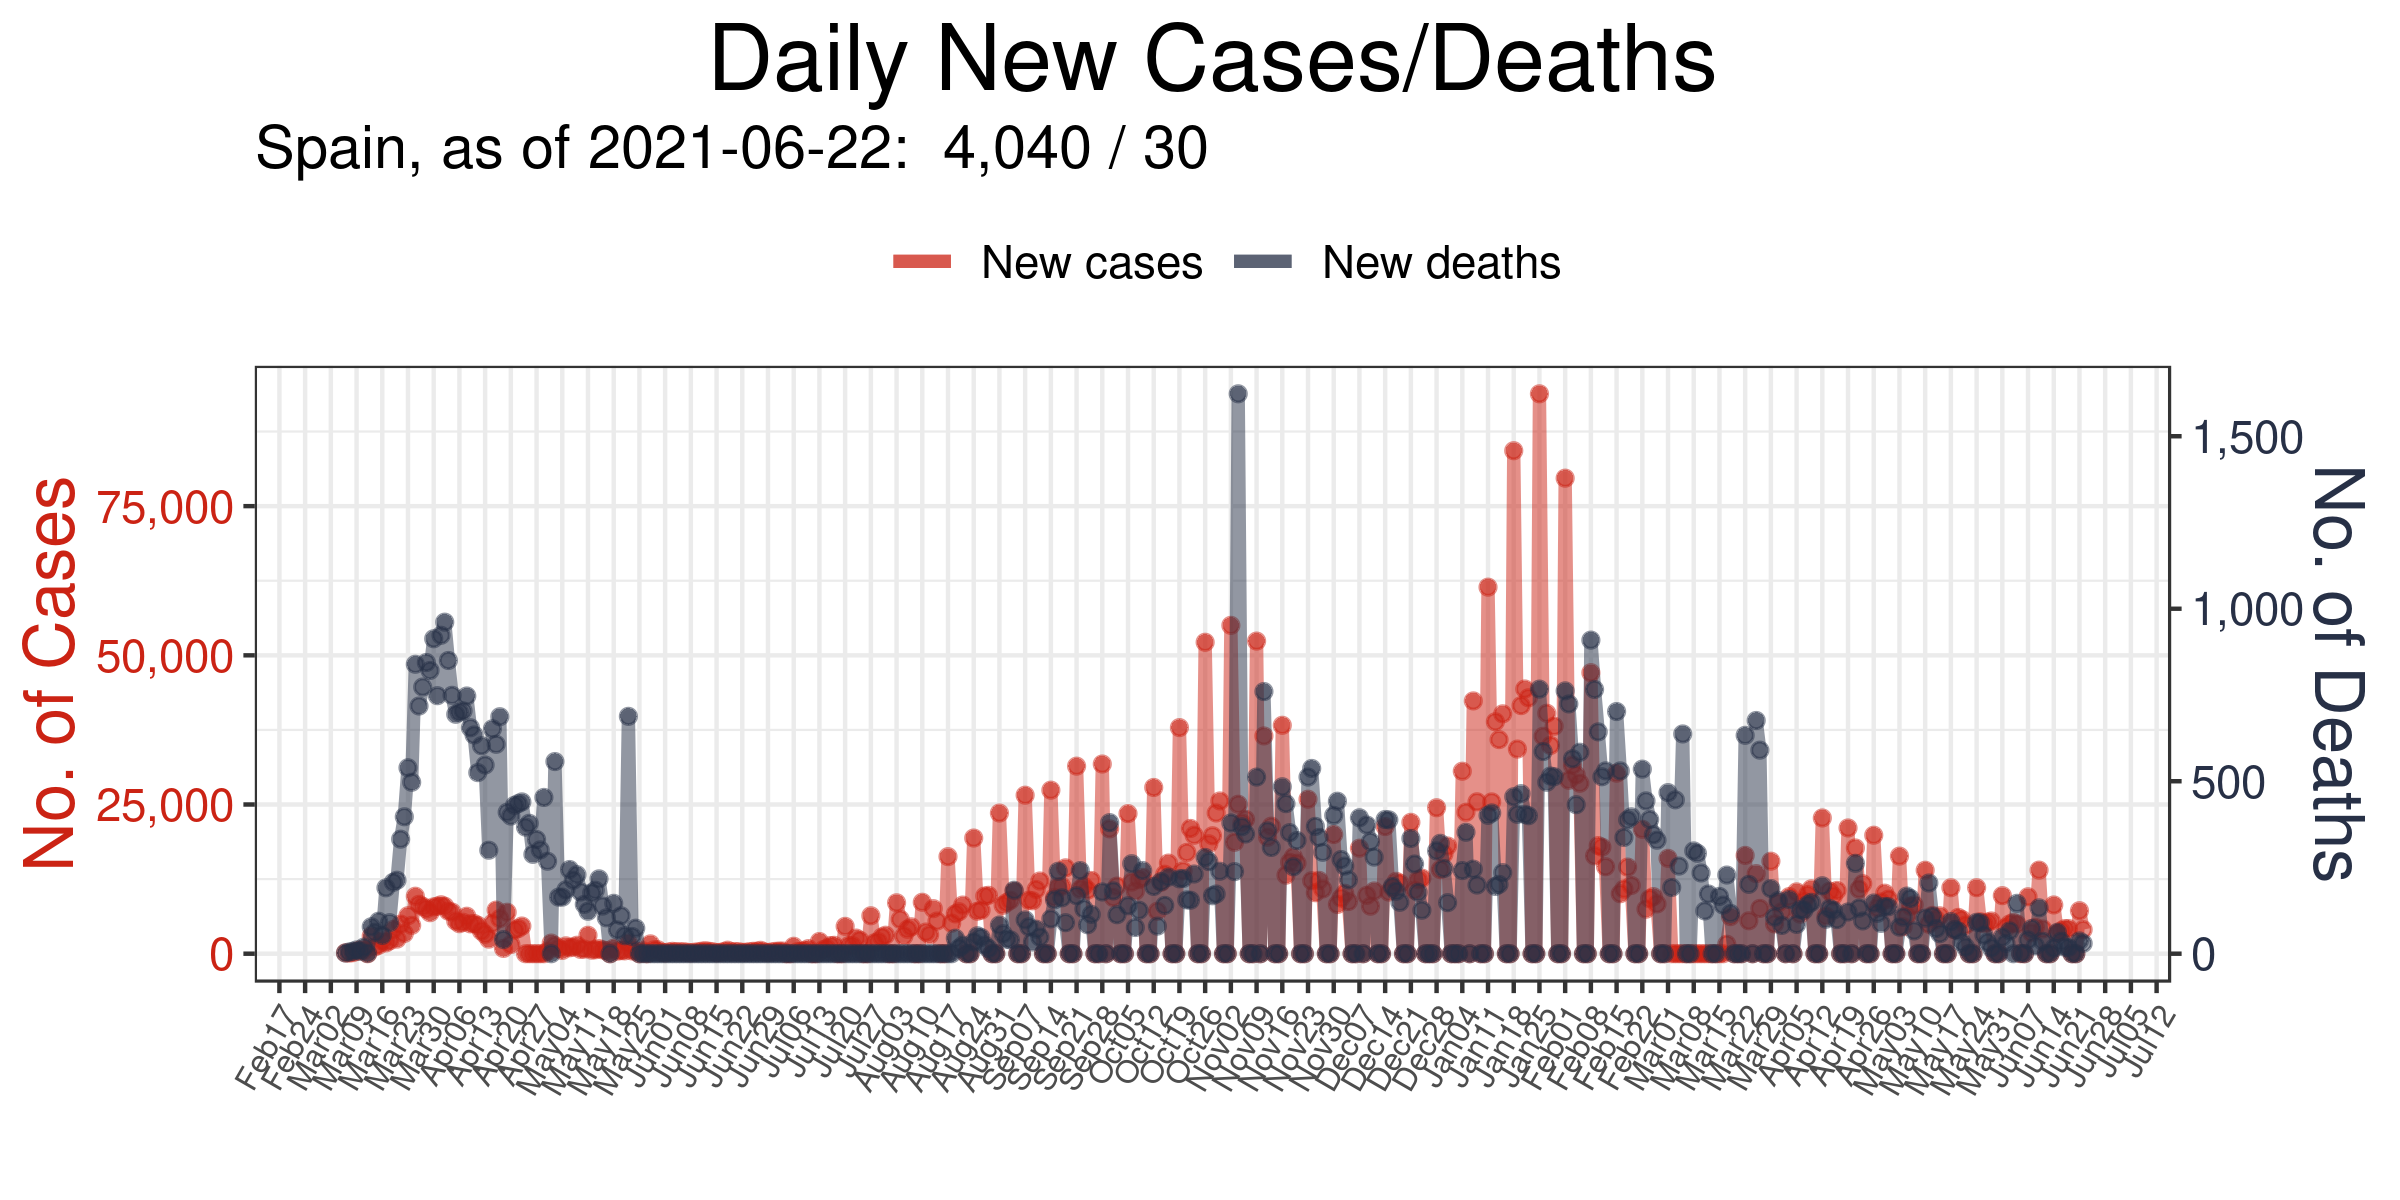 Daily New Cases/Deaths
Spain, as of 2021-06-22: 4,040 / 30
New cases
New deaths
No. of Cases
75,000
50,000
25,000
0
1,500
1,000
500
0
No. of Deaths
Feb17
Feb24
Mar02
Mar09
Mar16
Mar23
Mar30
Apr06
Apr13
Apr20
Apr27
May04
May11
May18
May25
Jun01
Jun08
Jun15
Jun22
Jun29
Jul06
Jul13
Jul20
Jul27
Aug03
Aug10
Aug17
Aug24
Aug31
Sep07
Sep14
Sep21
Sep28
Oct05
Oct12
Oct19
Oct26
Nov02
Nov09
Nov16
Nov23
Nov30
Dec07
Dec14
Dec21
Dec28
Jan04
Jan11
Jan18
Jan25
Feb01
Feb08
Feb15
Feb22
Mar01
Mar08
Mar15
Mar22
Mar29
Apr05
Apr12
Apr19
Apr26
May03
May10
May17
May24
May31
Jun07
Jun14
Jun21
Jun28
Jul05
Jul12